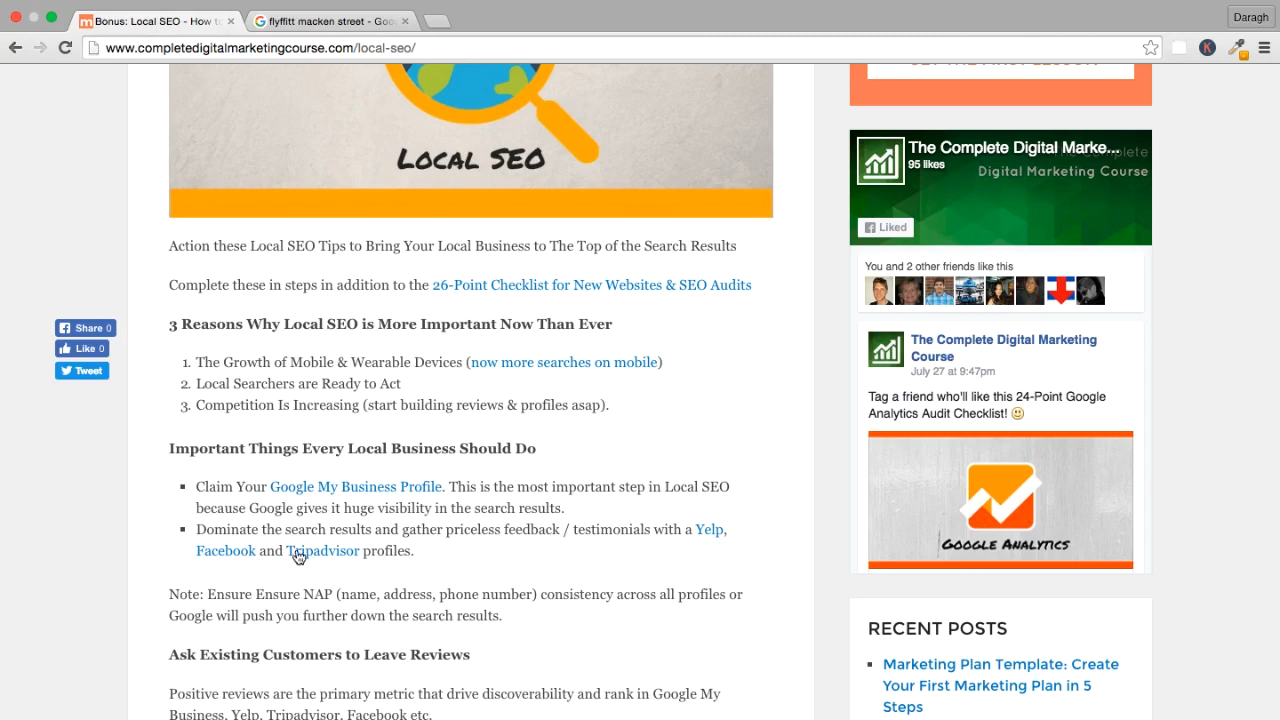 Bonus: Local SEO - How to
flyffitt macken street - Goo
Daragh
www.completedigitalmarketingcourse.com/local-seo/
LOCAL SEO
Action these Local SEO Tips to Bring Your Local Business to The Top of the Search Results
Complete these in steps in addition to the 26-Point Checklist for New Websites & SEO Audits
3 Reasons Why Local SEO is More Important Now Than Ever
1. The Growth of Mobile & Wearable Devices (now more searches on mobile)
2. Local Searchers are Ready to Act
3. Competition Is Increasing (start building reviews & profiles asap).
Important Things Every Local Business Should Do
Claim Your Google My Business Profile. This is the most important step in Local SEO
because Google gives it huge visibility in the search results.
Dominate the search results and gather priceless feedback / testimonials with a Yelp,
Facebook and Tripadvisor profiles.
Note: Ensure Ensure NAP (name, address, phone number) consistency across all profiles or
Google will push you further down the search results.
Ask Existing Customers to Leave Reviews
Positive reviews are the primary metric that drive discoverability and rank in Google My
Business, Yelp, Tripadvisor, Facebook etc.
Share 0
Like 0
Tweet
The Complete Digital Marke...
95 likes
Digital Marketing Course
Liked
You and 2 other friends like this
The Complete Digital Marketing
Course
July 27 at 9:47pm
Tag a friend who'll like this 24-Point Google
Analytics Audit Checklist!
GOOGLE ANALYTICS
RECENT POSTS
Marketing Plan Template: Create
Your First Marketing Plan in 5
Steps